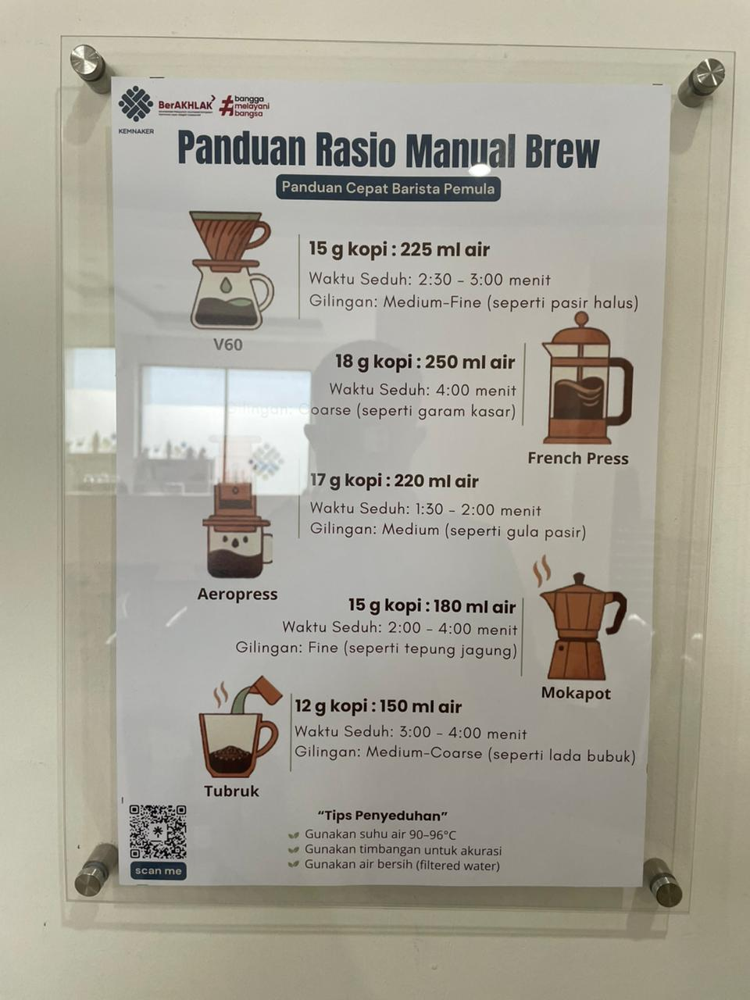 KEMNAKER
BerAKHLAK
#bangga melayani bangsa
Panduan Rasio Manual Brew
Panduan Cepat Barista Pemula
15 g kopi : 225 ml air
Waktu Seduh: 2:30 - 3:00 menit
Gilingan: Medium-Fine (seperti pasir halus)
V60
18 g kopi : 250 ml air
Waktu Seduh: 4:00 menit
Gilingan: Coarse (seperti garam kasar)
French Press
17 g kopi : 220 ml air
Waktu Seduh: 1:30 - 2:00 menit
Gilingan: Medium (seperti gula pasir)
Aeropress
15 g kopi : 180 ml air
Waktu Seduh: 2:00 - 4:00 menit
Gilingan: Fine (seperti tepung jagung)
Mokapot
12 g kopi : 150 ml air
Waktu Seduh: 3:00 - 4:00 menit
Gilingan: Medium-Coarse (seperti lada bubuk)
Tubruk
“Tips Penyeduhan”
Gunakan suhu air 90–96°C
Gunakan timbangan untuk akurasi
Gunakan air bersih (filtered water)
scan me